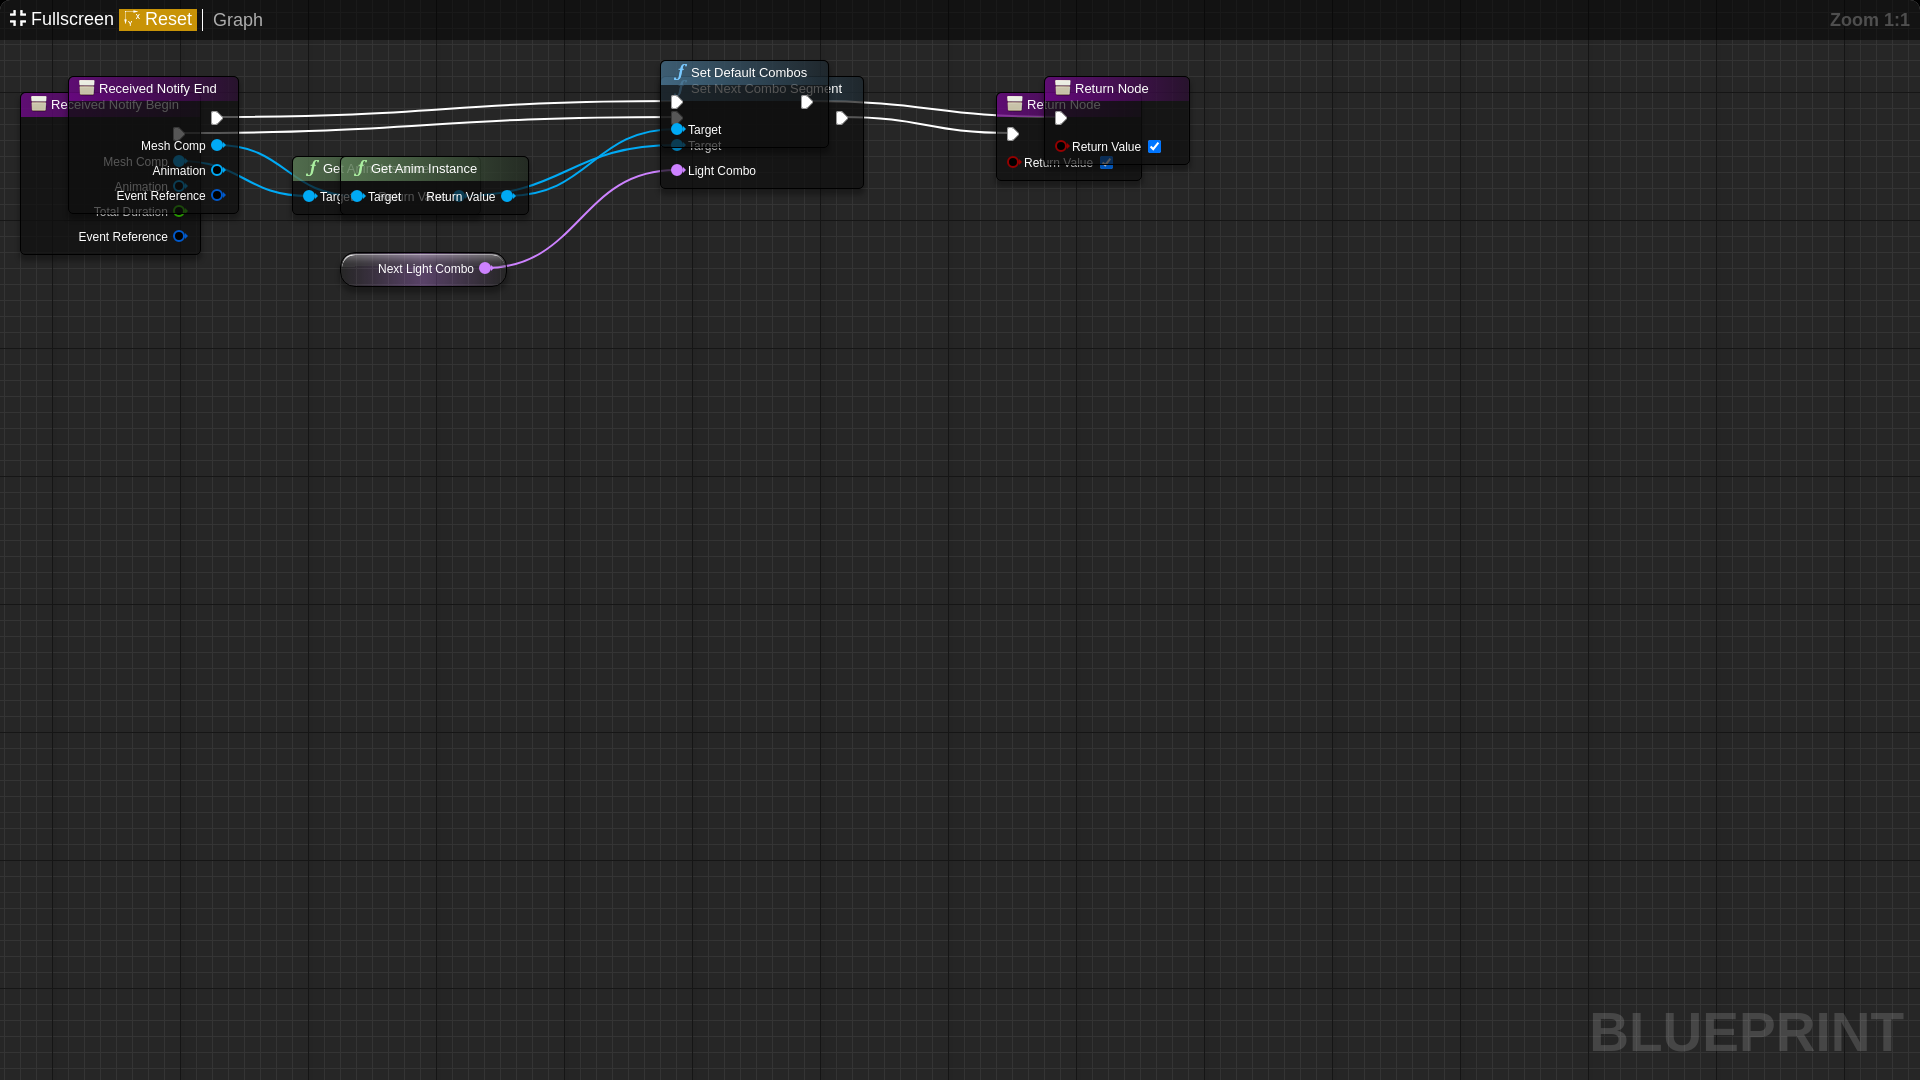 Fullscreen Reset Graph
Zoom 1:1
Received Notify End
Mesh Comp
Animation
Event Reference
Received Notify Begin
Mesh Comp
Animation
Total Duration
Event Reference
Get Anim Instance
Target
Return Value
Target
Next Light Combo
Set Default Combos
Target
Set Next Combo Segment
Target
Light Combo
Return Node
Return Value
Return Node
Return Value
BLUEPRINT